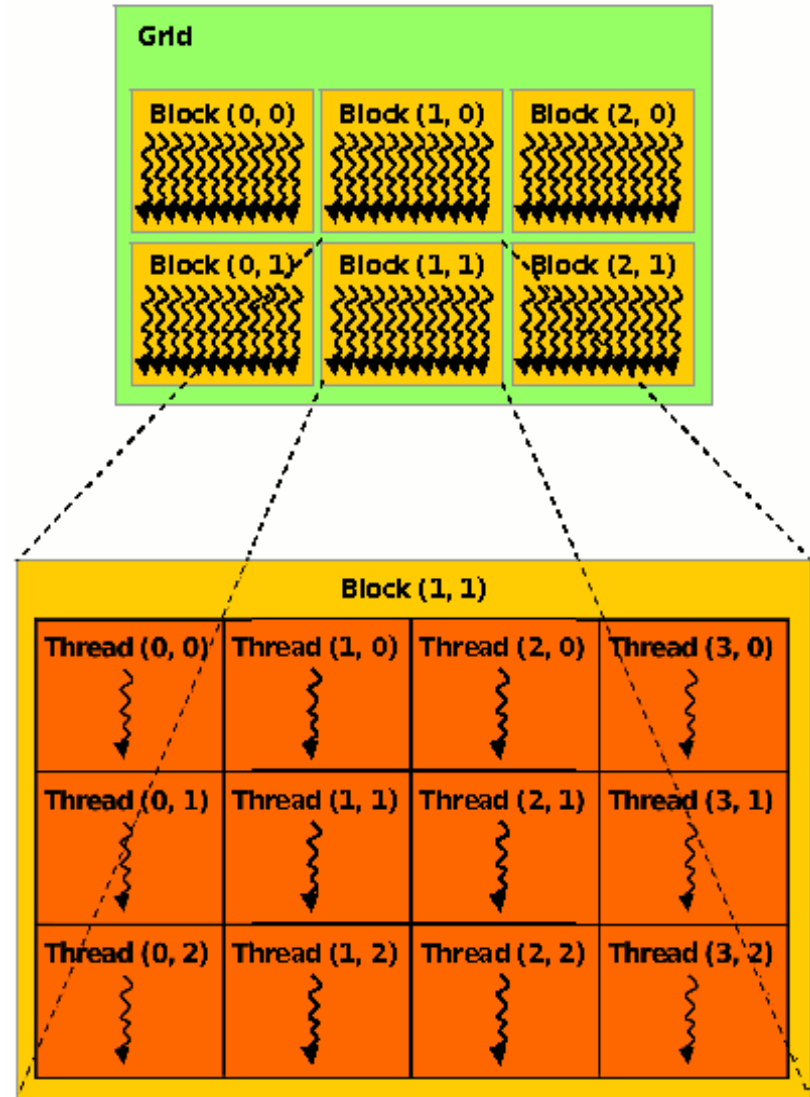 Grid
Block (0, 0) Block (1, 0) Block (2, 0)
Block (0, 1) Block (1, 1) Block (2, 1)
Block (1, 1)
Thread (0, 0) Thread (1, 0) Thread (2, 0) Thread (3, 0)
Thread (0, 1) Thread (1, 1) Thread (2, 1) Thread (3, 1)
Thread (0, 2) Thread (1, 2) Thread (2, 2) Thread (3, 2)